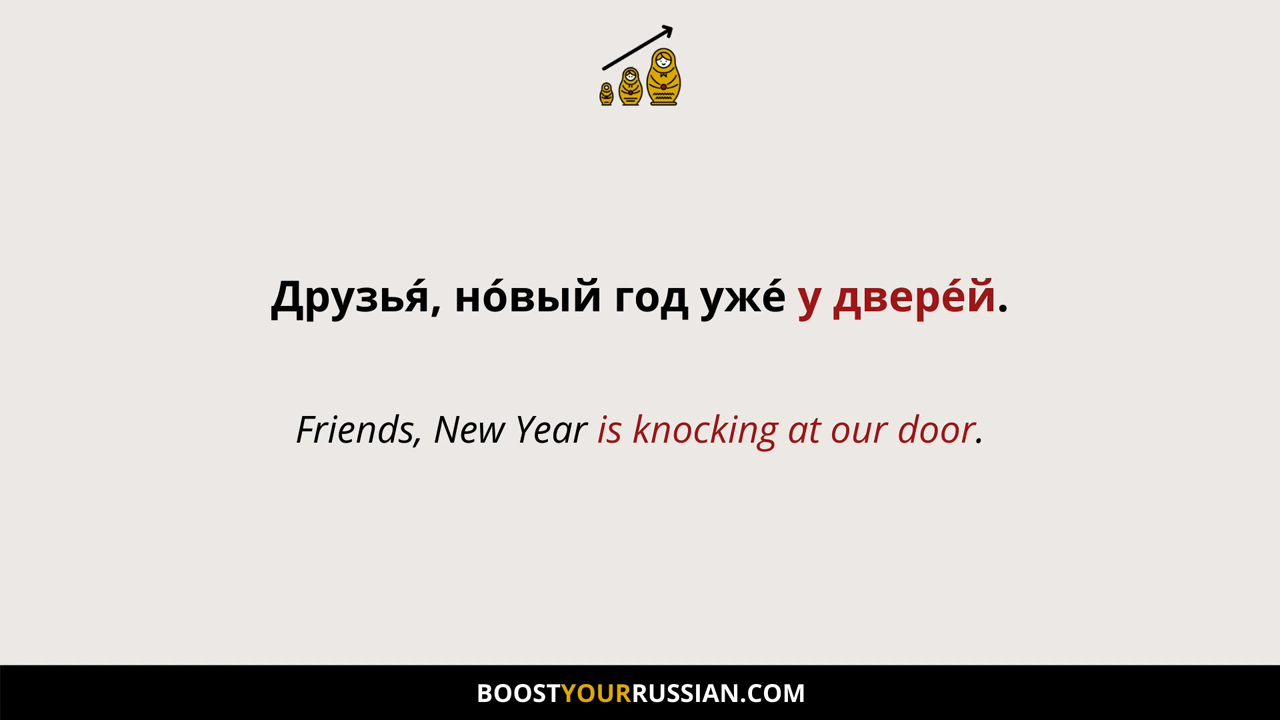 Друзья́, но́вый год уже́ у двере́й.
Friends, New Year is knocking at our door.
BOOSTYOURRUSSIAN.COM